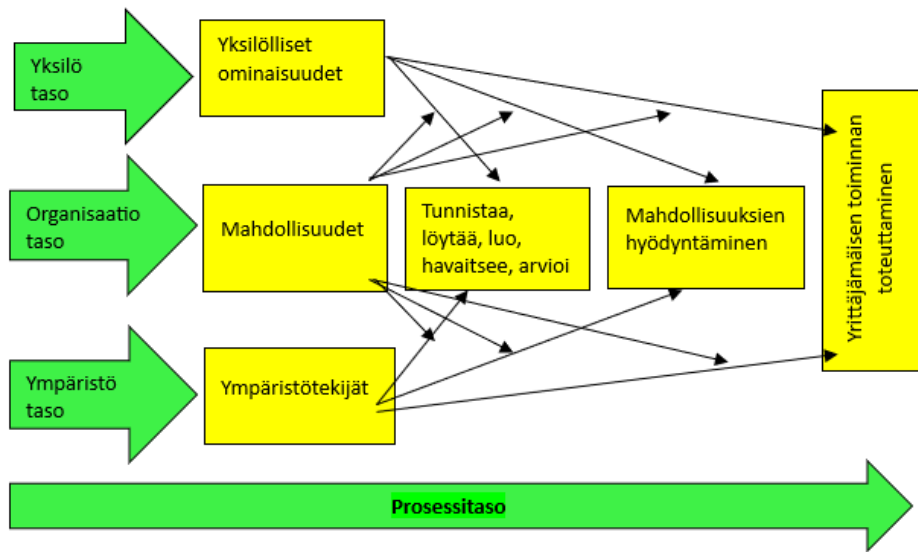 Yksilö
taso
Yksilölliset
ominaisuudet
Organisaatio
taso
Mahdollisuudet
Tunnistaa,
löytää, luo,
havaitsee, arvioi
Mahdollisuuksien
hyödyntäminen
Yrittäjämäisen toiminnan
toteuttaminen
Ympäristö
taso
Ympäristötekijät
Prosessitaso